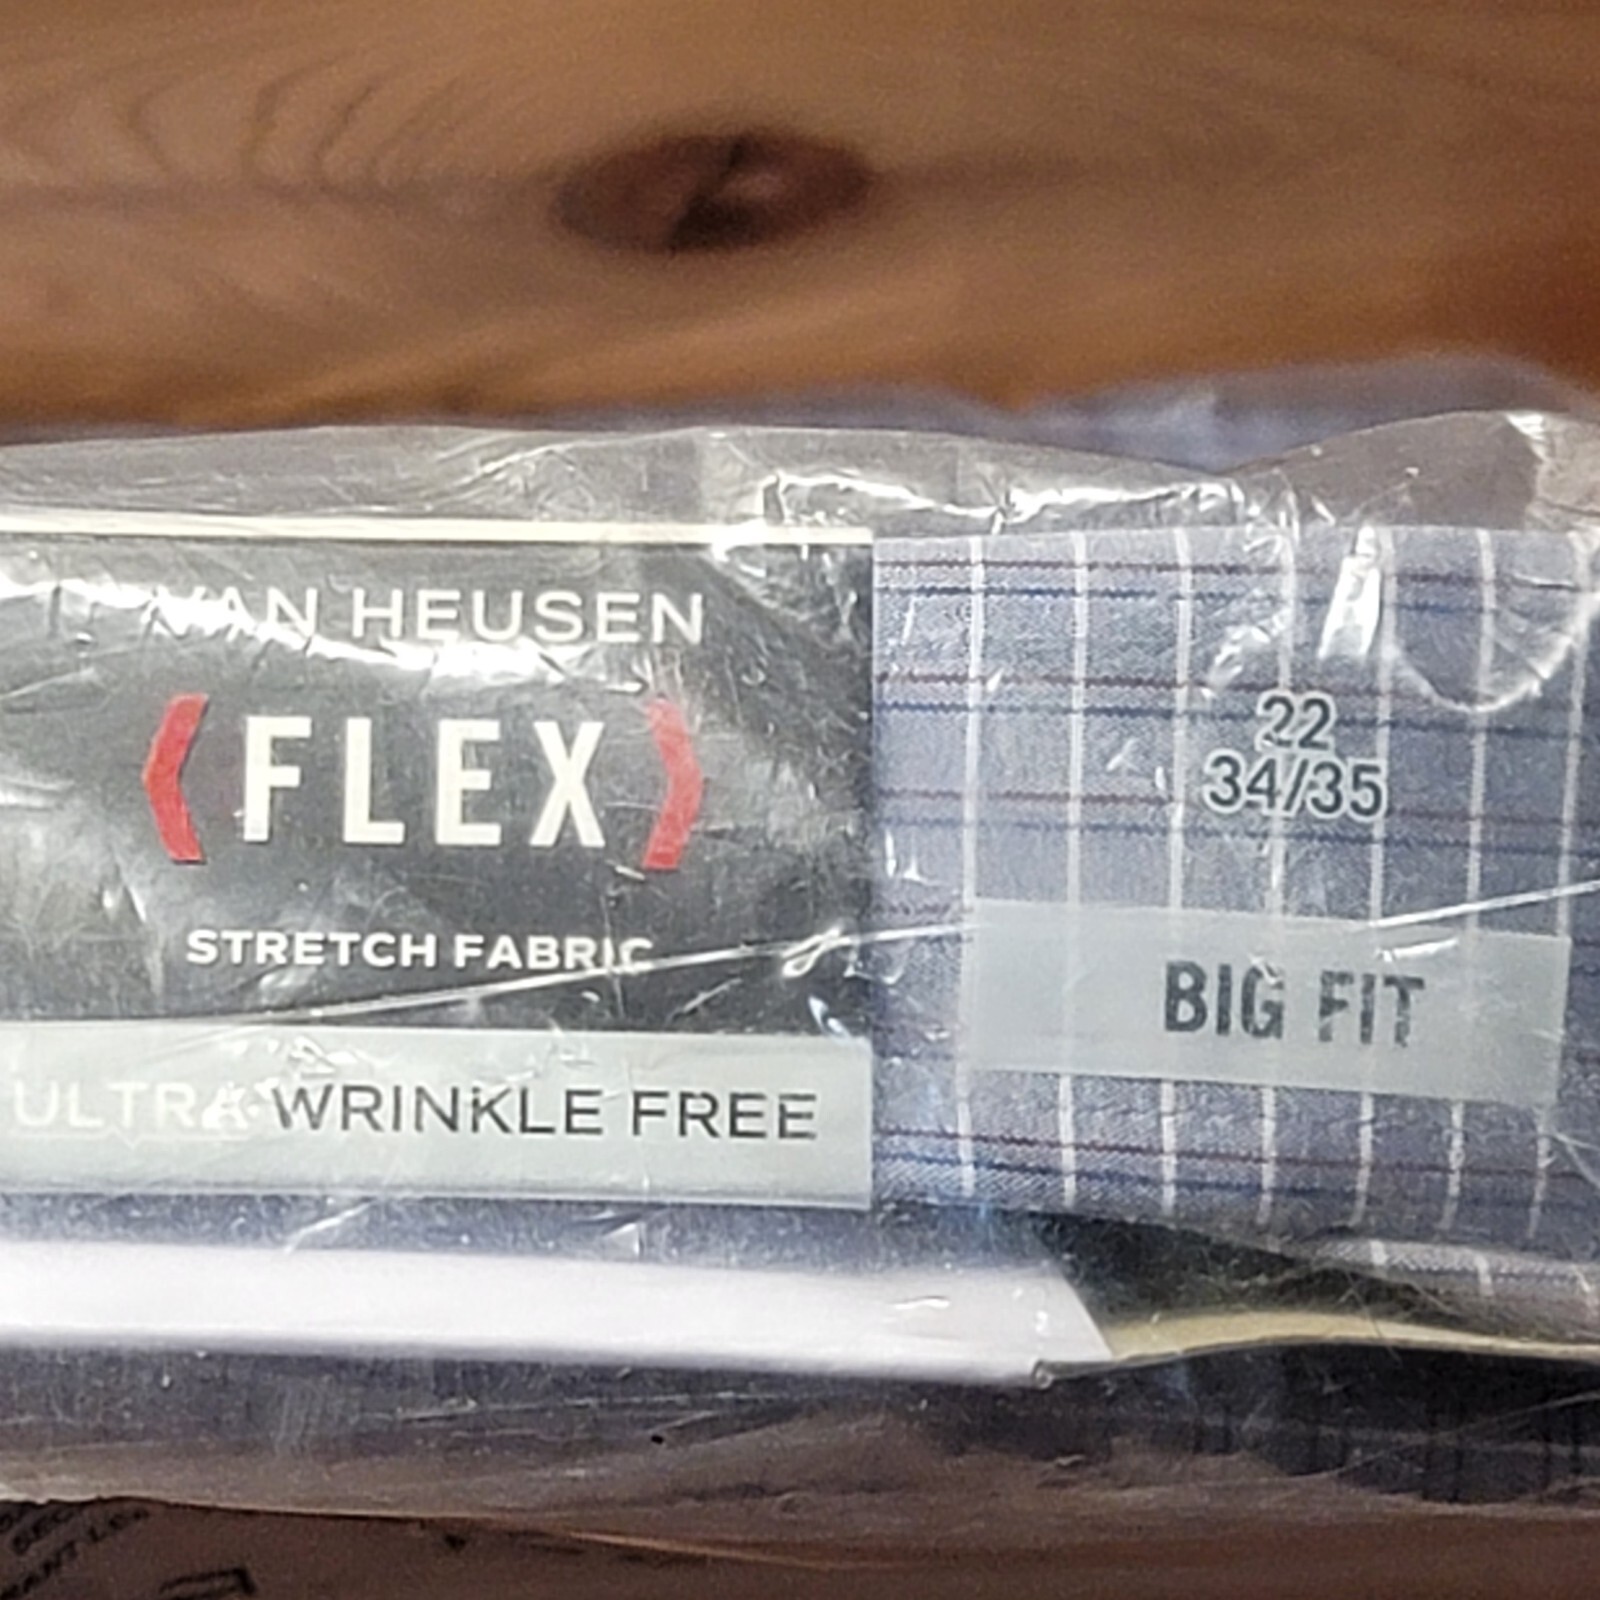 VAN HEUSEN
FLEX
STRETCH FABRIC
ULTRA WRINKLE FREE
22
34/35
BIG FIT